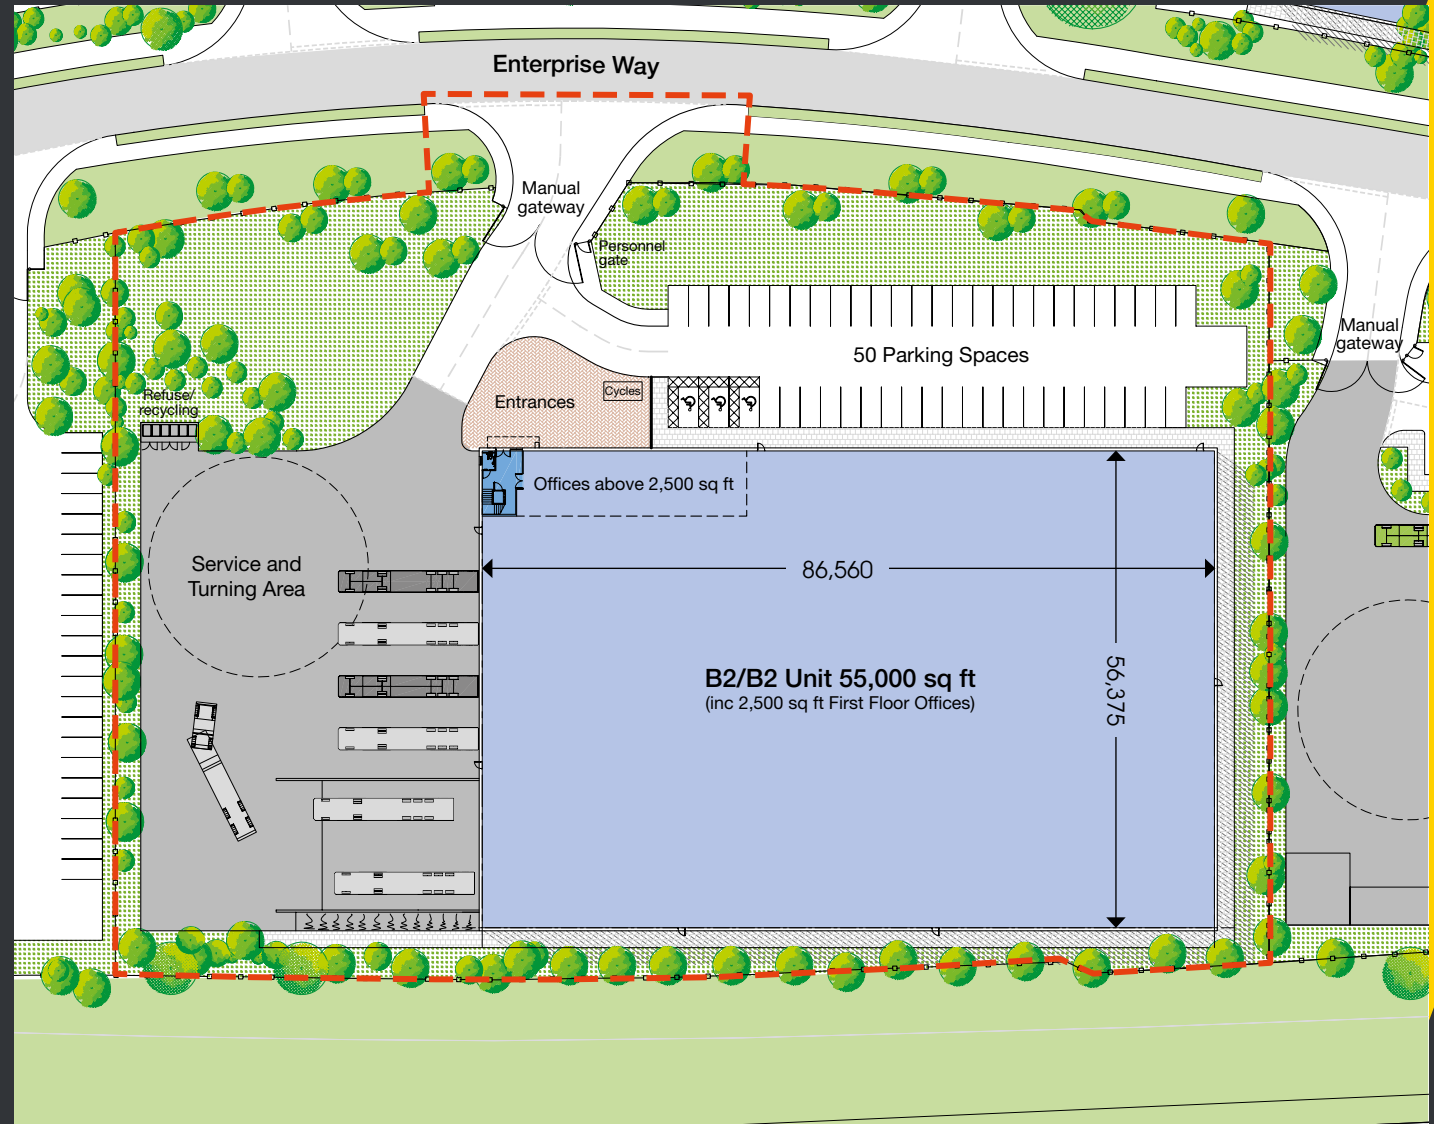 Enterprise Way
Manual
gateway
Personnel
gate
Manual
gateway
50 Parking Spaces
Refuse/
recycling
Entrances
Cycles
Offices above 2,500 sq ft
Service and
Turning Area
86,560
56,375
B2/B2 Unit 55,000 sq ft
(inc 2,500 sq ft First Floor Offices)